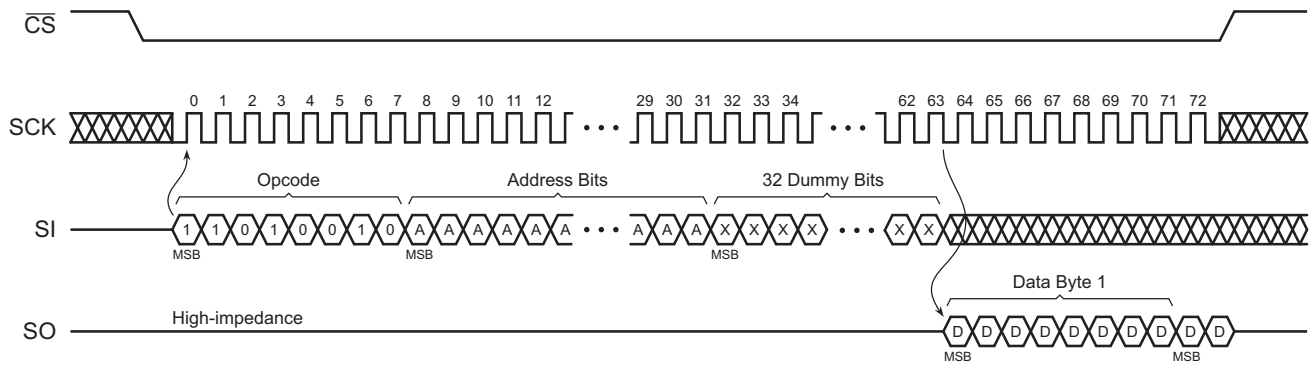 CS
0 1 2 3 4 5 6 7 8 9 10 11 12 29 30 31 32 33 34 62 63 64 65 66 67 68 69 70 71 72
SCK
Opcode Address Bits 32 Dummy Bits
SI 1 1 0 1 0 0 1 0 A A A A A A A A A X X X X X X
MSB MSB MSB
Data Byte 1
High-impedance
SO D D D D D D D D D D
MSB MSB